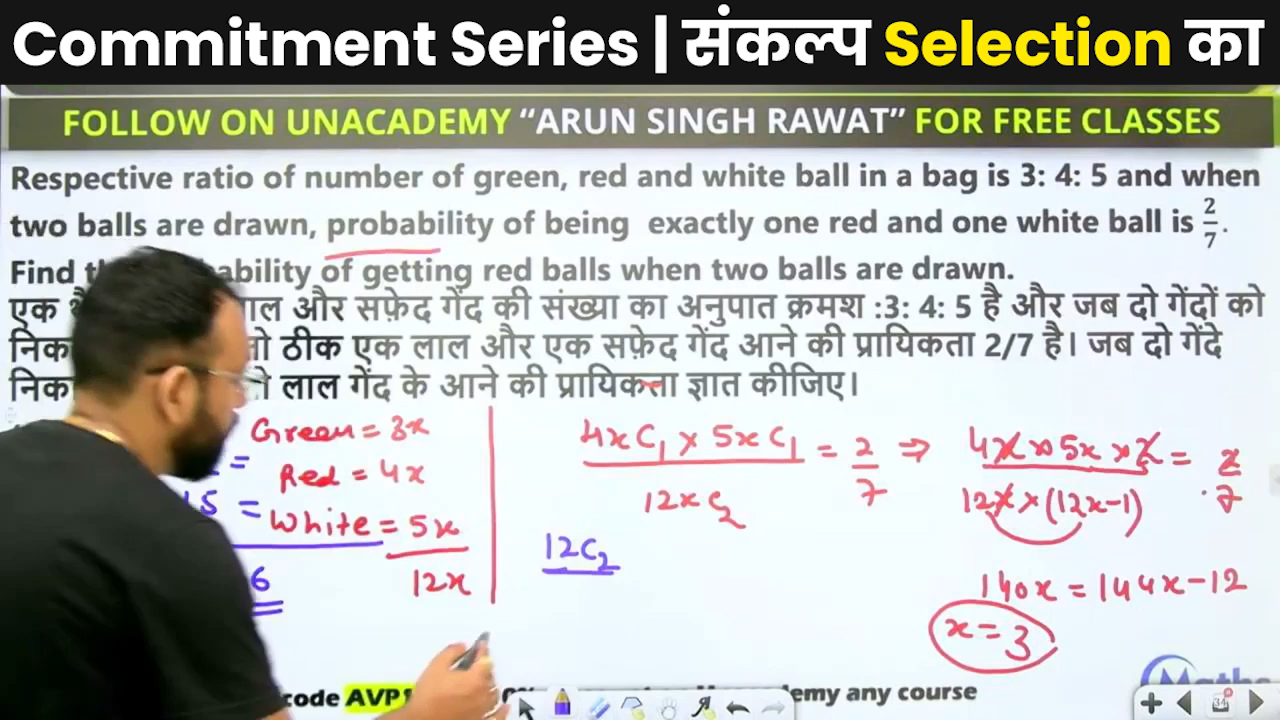 Commitment Series | संकल्प Selection का
FOLLOW ON UNACADEMY “ARUN SINGH RAWAT” FOR FREE CLASSES
Respective ratio of number of green, red and white ball in a bag is 3: 4: 5 and when
two balls are drawn, probability of being exactly one red and one white ball is 2/7.
Find the probability of getting red balls when two balls are drawn.
एक लाल और सफ़ेद गेंद की संख्या का अनुपात क्रमश :3: 4: 5 है और जब दो गेंदों को
ठीक एक लाल और एक सफ़ेद गेंद आने की प्रायिकता 2/7 है। जब दो गेंदे
लाल गेंद के आने की प्रायिकता ज्ञात कीजिए।
Green = 3x
= Red = 4x
15 = White = 5x
6 12x
4xC1 × 5xC1 / 12xC2 = 2/7 ⇒ 4x × 5x × 2 / 12x × (12x-1) = 2/7
12C2
140x = 144x - 12
x = 3
code AVP
any course
Maths